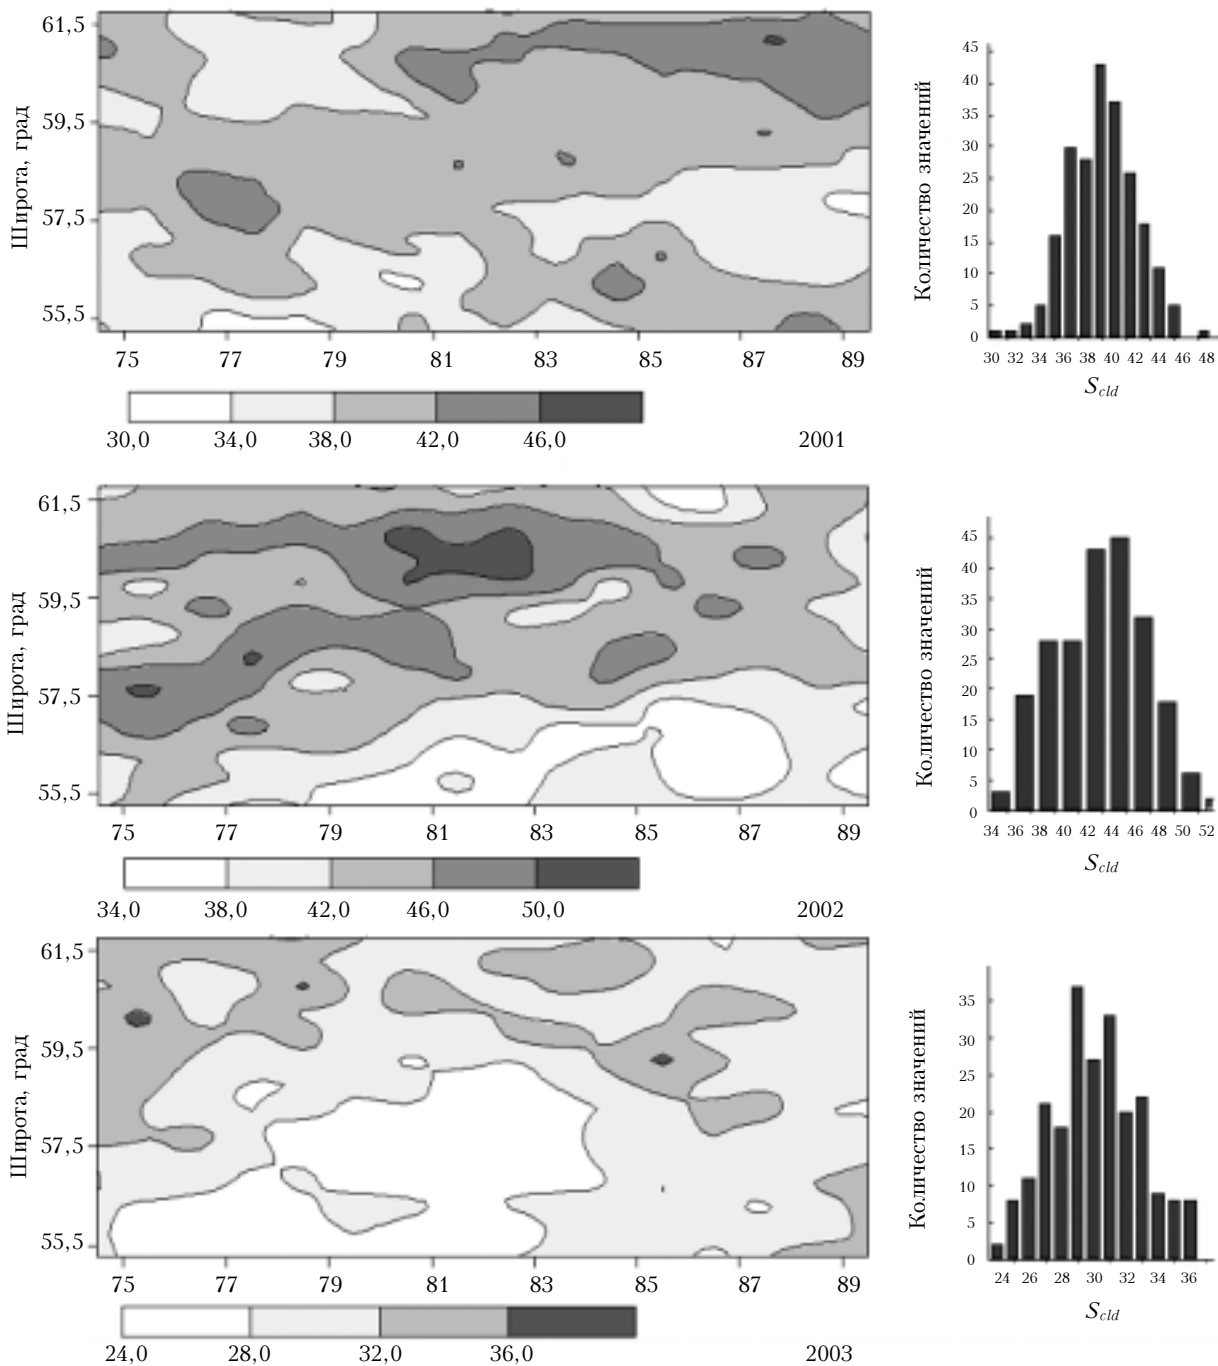 61,5
59,5
57,5
55,5
Широта, град
75 77 79 81 83 85 87 89
30,0 34,0 38,0 42,0 46,0
2001
Количество значений
45
40
35
30
25
20
15
10
5
0
30 32 34 36 38 40 42 44 46 48
S cld
61,5
59,5
57,5
55,5
Широта, град
75 77 79 81 83 85 87 89
34,0 38,0 42,0 46,0 50,0
2002
Количество значений
45
40
35
30
25
20
15
10
5
0
34 36 38 40 42 44 46 48 50 52
S cld
61,5
59,5
57,5
55,5
Широта, град
75 77 79 81 83 85 87 89
24,0 28,0 32,0 36,0
2003
Количество значений
35
30
25
20
15
10
5
0
24 26 28 30 32 34 36
S cld